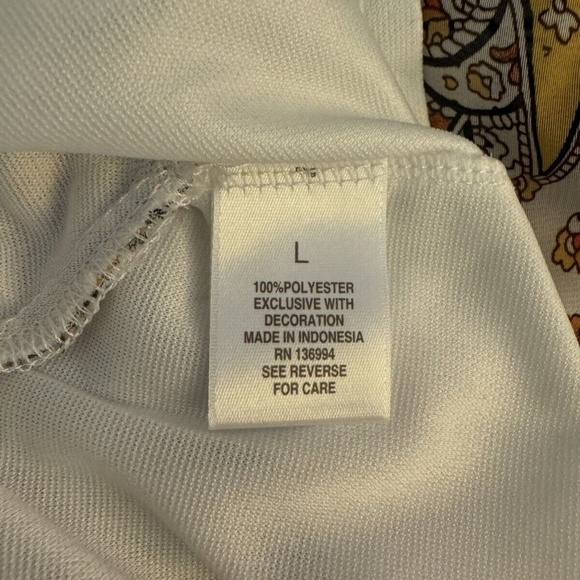 L
100%POLYESTER
EXCLUSIVE WITH
DECORATION
MADE IN INDONESIA
RN 136994
SEE REVERSE
FOR CARE